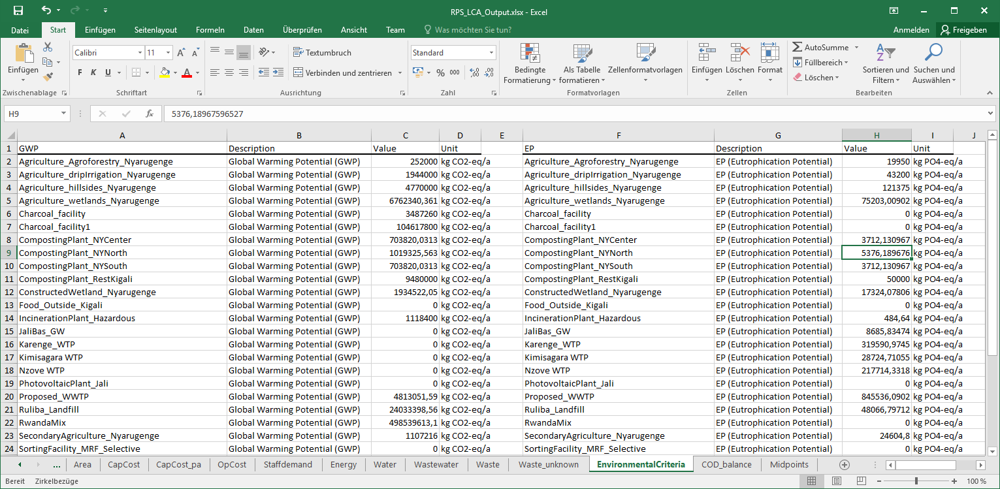 RPS_LCA_Output.xlsx - Excel
Datei Start Einfügen Seitenlayout Formeln Daten Überprüfen Ansicht Team Was möchten Sie tun? Anmelden Freigeben
Einfügen
Zwischenablage
Calibri 11
F K U
Schriftart
Textumbruch
Verbinden und zentrieren
Ausrichtung
Standard
% 000
Zahl
Bedingte Formatierung
Als Tabelle formatieren
Zellenformatvorlagen
Formatvorlagen
Einfügen Löschen Format
Zellen
AutoSumme
Füllbereich
Löschen
Sortieren und Filtern
Suchen und Auswählen
Bearbeiten
H9 fx 5376,18967596527
A B C D E F G H I J
1 GWP Description Value Unit EP Description Value Unit
2 Agriculture_Agroforestry_Nyarugenge Global Warming Potential (GWP) 252000 kg CO2-eq/a Agriculture_Agroforestry_Nyarugenge EP (Eutrophication Potential) 19950 kg PO4-eq/a
3 Agriculture_dripIrrigation_Nyarugenge Global Warming Potential (GWP) 1944000 kg CO2-eq/a Agriculture_dripIrrigation_Nyarugenge EP (Eutrophication Potential) 43200 kg PO4-eq/a
4 Agriculture_hillsides_Nyarugenge Global Warming Potential (GWP) 4770000 kg CO2-eq/a Agriculture_hillsides_Nyarugenge EP (Eutrophication Potential) 121375 kg PO4-eq/a
5 Agriculture_wetlands_Nyarugenge Global Warming Potential (GWP) 6762340,361 kg CO2-eq/a Agriculture_wetlands_Nyarugenge EP (Eutrophication Potential) 75203,00902 kg PO4-eq/a
6 Charcoal_facility Global Warming Potential (GWP) 3487260 kg CO2-eq/a Charcoal_facility EP (Eutrophication Potential) 0 kg PO4-eq/a
7 Charcoal_facility1 Global Warming Potential (GWP) 104617800 kg CO2-eq/a Charcoal_facility1 EP (Eutrophication Potential) 0 kg PO4-eq/a
8 CompostingPlant_NYCenter Global Warming Potential (GWP) 703820,0313 kg CO2-eq/a CompostingPlant_NYCenter EP (Eutrophication Potential) 3712,130967 kg PO4-eq/a
9 CompostingPlant_NYNorth Global Warming Potential (GWP) 1019325,563 kg CO2-eq/a CompostingPlant_NYNorth EP (Eutrophication Potential) 5376,189676 kg PO4-eq/a
10 CompostingPlant_NYSouth Global Warming Potential (GWP) 703820,0313 kg CO2-eq/a CompostingPlant_NYSouth EP (Eutrophication Potential) 3712,130967 kg PO4-eq/a
11 CompostingPlant_RestKigali Global Warming Potential (GWP) 9480000 kg CO2-eq/a CompostingPlant_RestKigali EP (Eutrophication Potential) 50000 kg PO4-eq/a
12 ConstructedWetland_Nyarugenge Global Warming Potential (GWP) 1934522,05 kg CO2-eq/a ConstructedWetland_Nyarugenge EP (Eutrophication Potential) 17324,07806 kg PO4-eq/a
13 Food_Outside_Kigali Global Warming Potential (GWP) 0 kg CO2-eq/a Food_Outside_Kigali EP (Eutrophication Potential) 0 kg PO4-eq/a
14 IncinerationPlant_Hazardous Global Warming Potential (GWP) 1118400 kg CO2-eq/a IncinerationPlant_Hazardous EP (Eutrophication Potential) 484,64 kg PO4-eq/a
15 JaliBas_GW Global Warming Potential (GWP) 0 kg CO2-eq/a JaliBas_GW EP (Eutrophication Potential) 8685,83474 kg PO4-eq/a
16 Karenge_WTP Global Warming Potential (GWP) 0 kg CO2-eq/a Karenge_WTP EP (Eutrophication Potential) 319590,9745 kg PO4-eq/a
17 Kimisagara WTP Global Warming Potential (GWP) 0 kg CO2-eq/a Kimisagara WTP EP (Eutrophication Potential) 28724,71055 kg PO4-eq/a
18 Nzove WTP Global Warming Potential (GWP) 0 kg CO2-eq/a Nzove WTP EP (Eutrophication Potential) 217714,3318 kg PO4-eq/a
19 PhotovoltaicPlant_Jali Global Warming Potential (GWP) 0 kg CO2-eq/a PhotovoltaicPlant_Jali EP (Eutrophication Potential) 0 kg PO4-eq/a
20 Proposed_WWTP Global Warming Potential (GWP) 4813051,59 kg CO2-eq/a Proposed_WWTP EP (Eutrophication Potential) 845536,0902 kg PO4-eq/a
21 Ruliba_Landfill Global Warming Potential (GWP) 24033398,56 kg CO2-eq/a Ruliba_Landfill EP (Eutrophication Potential) 48066,79712 kg PO4-eq/a
22 RwandaMix Global Warming Potential (GWP) 498539613,1 kg CO2-eq/a RwandaMix EP (Eutrophication Potential) 0 kg PO4-eq/a
23 SecondaryAgriculture_Nyarugenge Global Warming Potential (GWP) 1107216 kg CO2-eq/a SecondaryAgriculture_Nyarugenge EP (Eutrophication Potential) 24604,8 kg PO4-eq/a
24 SortingFacility_MRF_Selective Global Warming Potential (GWP) 0 kg CO2-eq/a SortingFacility_MRF_Selective EP (Eutrophication Potential) 0 kg PO4-eq/a
... Area CapCost CapCost_pa OpCost Staffdemand Energy Water Wastewater Waste Waste_unknown EnvironmentalCriteria COD_balance Midpoints
Bereit Zirkelbezüge 100 %